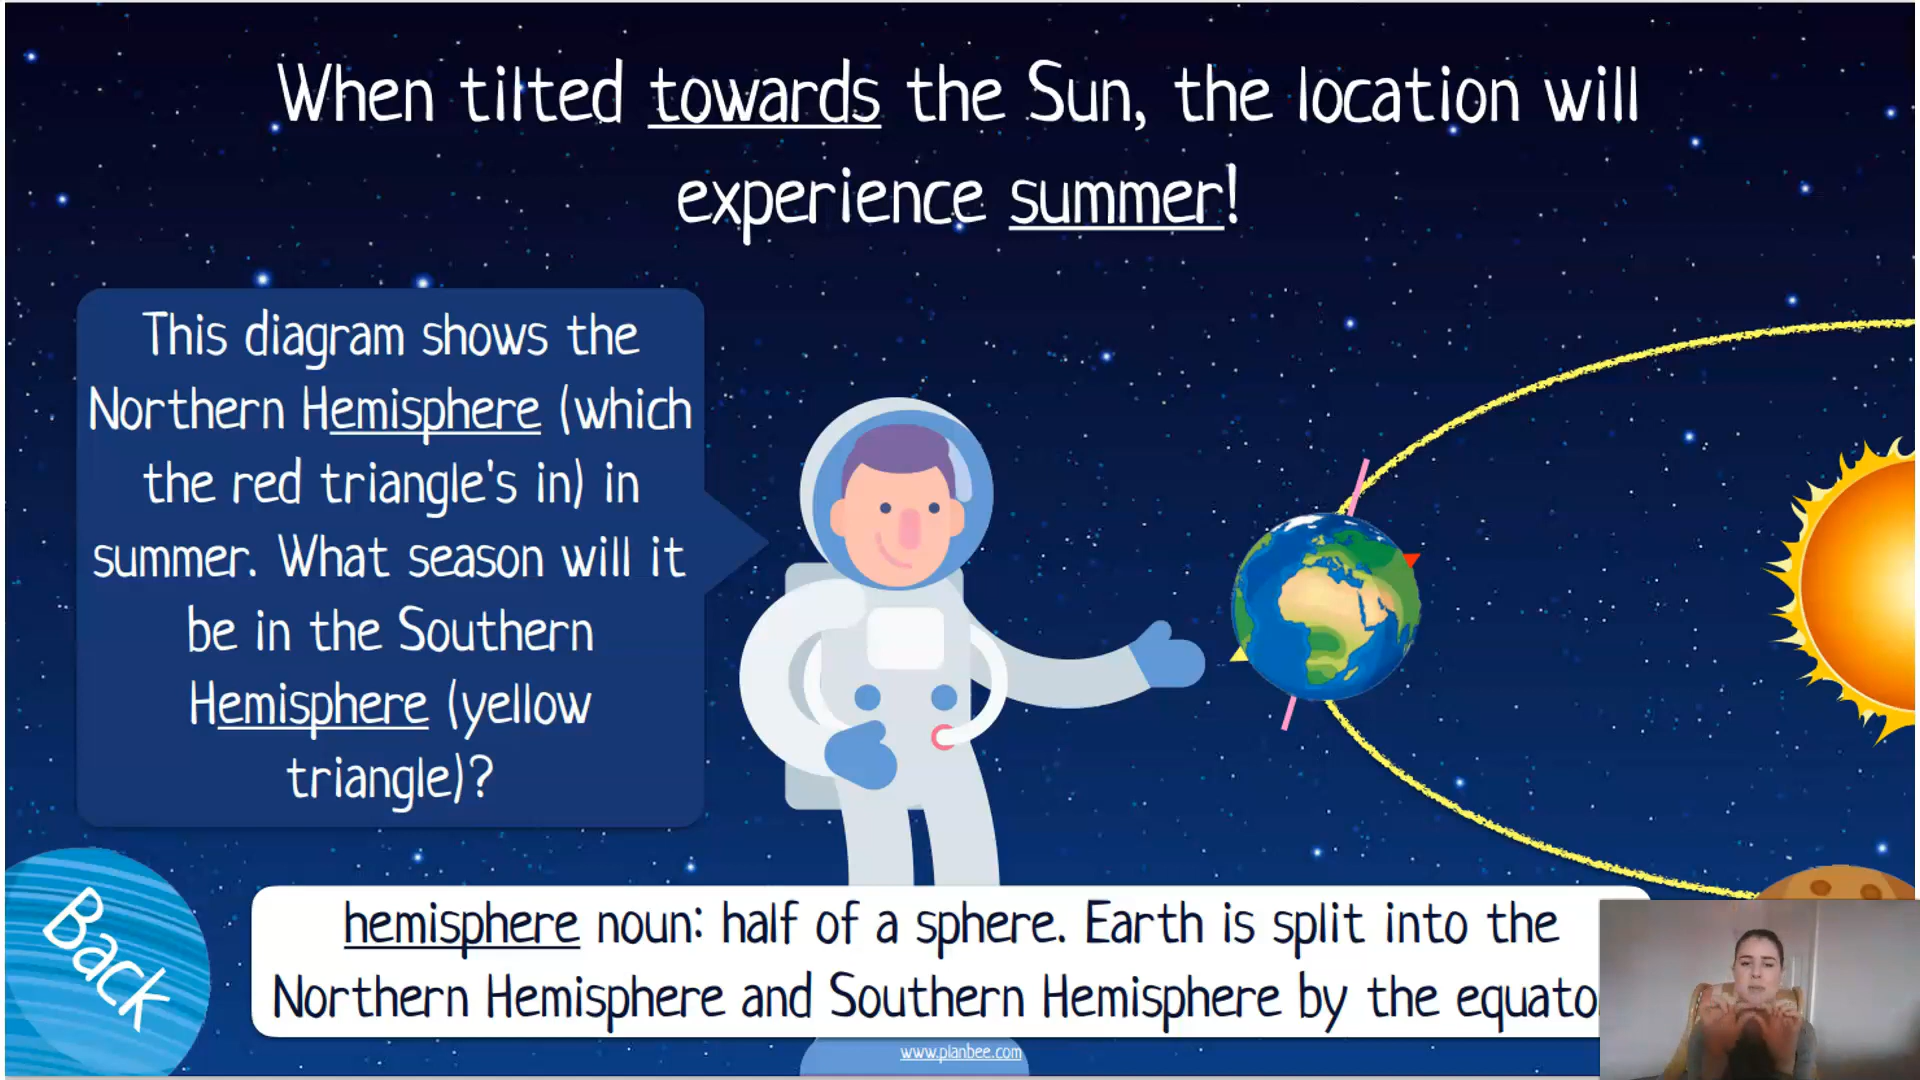 When tilted towards the Sun, the location will
experience summer!
This diagram shows the
Northern Hemisphere (which
the red triangle's in) in
summer. What season will it
be in the Southern
Hemisphere (yellow
triangle)?
Back
hemisphere noun: half of a sphere. Earth is split into the
Northern Hemisphere and Southern Hemisphere by the equato
www.planbee.com